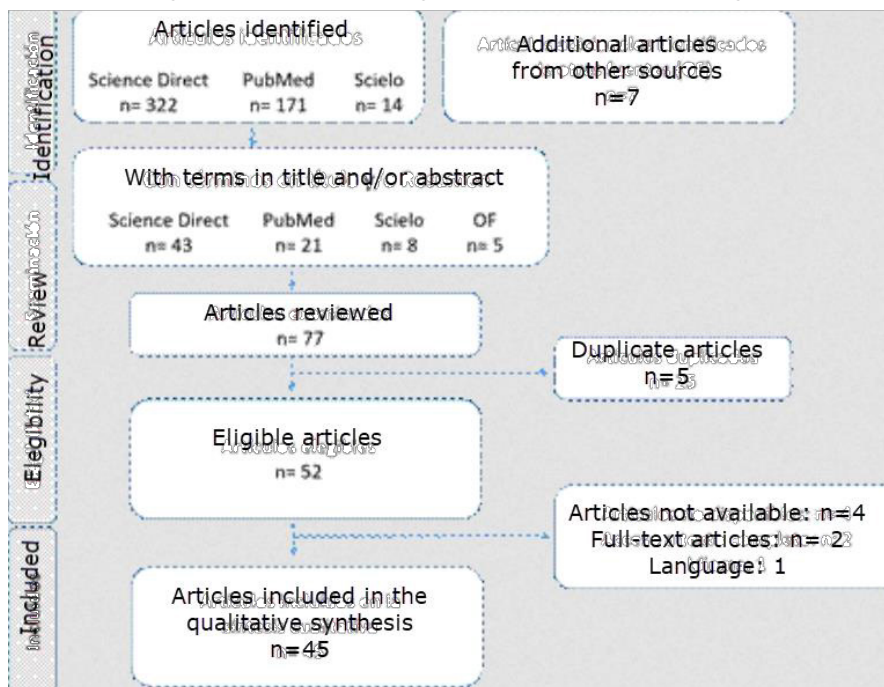 Articles identified
Science Direct PubMed Scielo
n= 322 n= 171 n= 14
Additional articles
from other sources
n=7
Identification
With terms in title and/or abstract
Science Direct PubMed Scielo OF
n= 43 n= 21 n= 8 n= 5
Review
Articles reviewed
n= 77
Duplicate articles
n=5
n= 25
Elegibility
Eligible articles
n= 52
Articles not available: n=4
Full-text articles: n= 2
Language: 1
Included
Articles included in the
qualitative synthesis
n=45